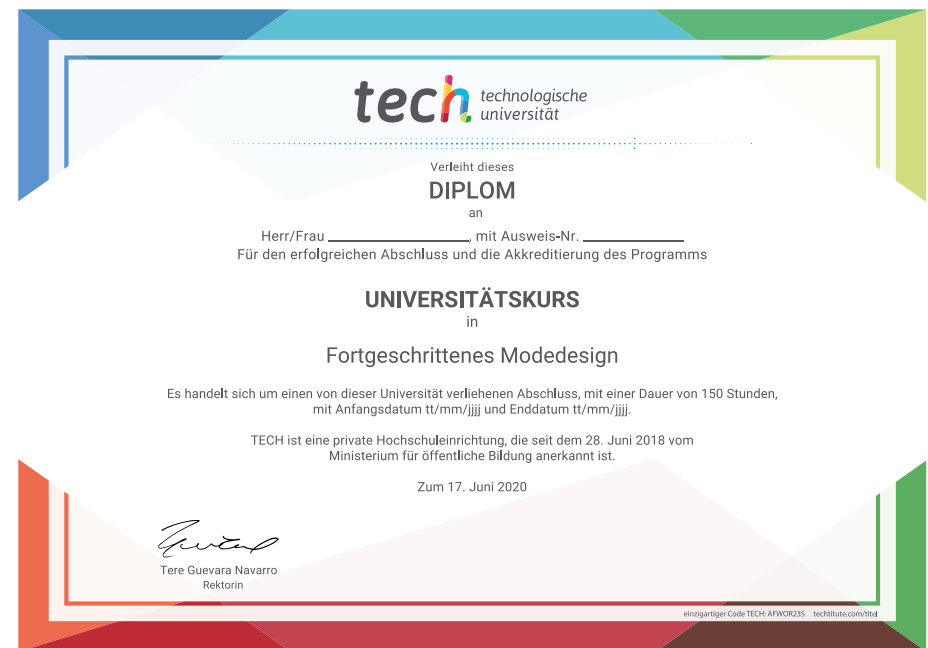 tech technologische
universität
Verleiht dieses
DIPLOM
an
Herr/Frau ____________________, mit Ausweis-Nr. ______________
Für den erfolgreichen Abschluss und die Akkreditierung des Programms
UNIVERSITÄTSKURS
in
Fortgeschrittenes Modedesign
Es handelt sich um einen von dieser Universität verliehenen Abschluss, mit einer Dauer von 150 Stunden,
mit Anfangsdatum tt/mm/jjjj und Enddatum tt/mm/jjjj.
TECH ist eine private Hochschuleinrichtung, die seit dem 28. Juni 2018 vom
Ministerium für öffentliche Bildung anerkannt ist.
Zum 17. Juni 2020
Tere Guevara Navarro
Rektorin
einzigartiger Code TECH: AFWOR23S techtitute.com/titel